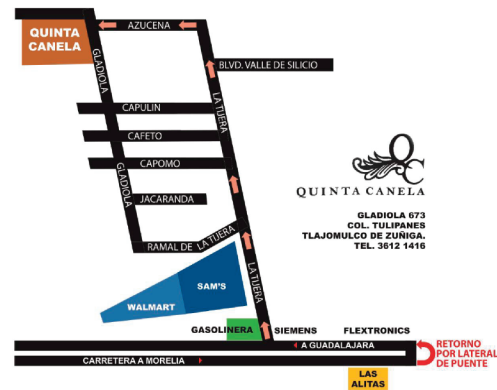 QUINTA
CANELA
AZUCENA
GLADIOLA
BLVD. VALLE DE SILICIO
LA TIJERA
CAPULIN
CAFETO
CAPOMO
GLADIOLA
JACARANDA
RAMAL DE LA TIJERA
QC
QUINTA CANELA
GLADIOLA 673
COL. TULIPANES
TLAJOMULCO DE ZUÑIGA.
TEL. 3612 1416
LA TIJERA
SAM'S
WALMART
GASOLINERA
SIEMENS
FLEXTRONICS
A GUADALAJARA
CARRETERA A MORELIA
RETORNO
POR LATERAL
DE PUENTE
LAS
ALITAS